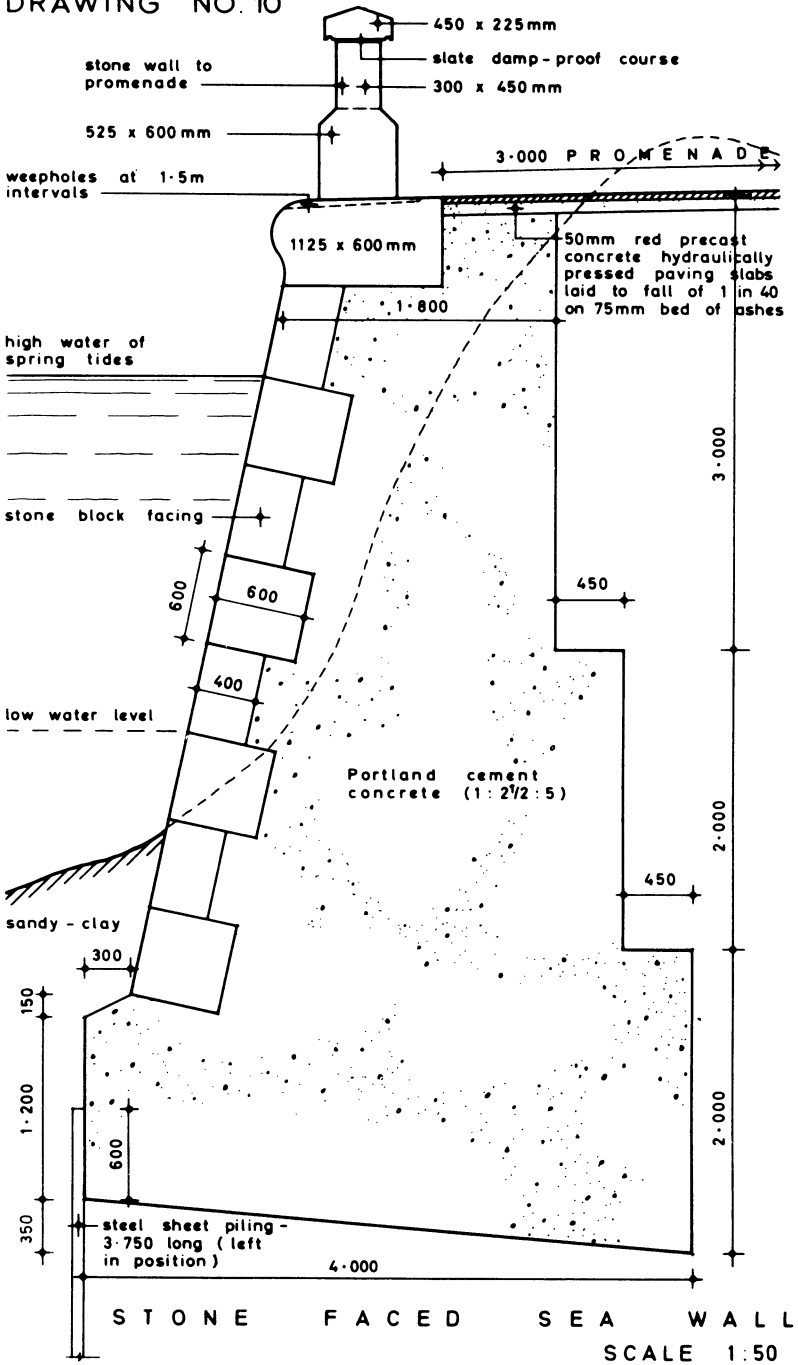 DRAWING NO. 10
450 x 225mm
slate damp-proof course
stone wall to
promenade
300 x 450mm
525 x 600mm
3·000 PROMENADE
weepholes at 1·5m
intervals
1125 x 600mm
50mm red precast
concrete hydraulically
pressed paving slabs
laid to fall of 1 in 40
on 75mm bed of ashes
1·800
high water of
spring tides
3·000
stone block facing
600
600
450
400
low water level
Portland cement
concrete (1:2½:5)
2·000
450
sandy-clay
300
150
1·200
600
2·000
350
steel sheet piling-
3·750 long (left
in position)
4·000
STONE FACED SEA WALL
SCALE 1:50